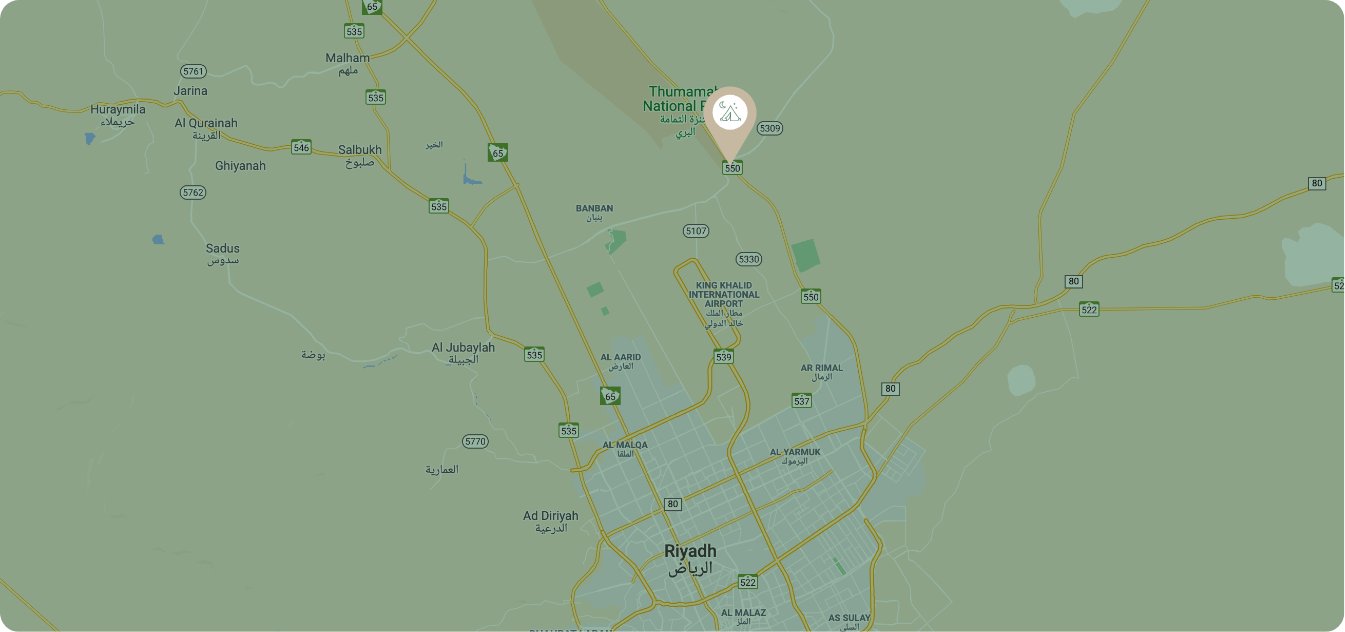 65
535
Malham
ملهم
5761
Jarina
535
Thumamah
National
البري
5309
Huraymila
حريملاء
Al Qurainah
القرينة
546
Salbukh
صلبوخ
الخير
65
550
Ghiyanah
80
5762
535
BANBAN
بنبان
5107
Sadus
سدوس
5330
80
KING KHALID
INTERNATIONAL
AIRPORT
مطار الملك
خالد الدولي
550
522
بوضة
Al Jubaylah
الجبيلة
535
AL AARID
العارض
539
AR RIMAL
الرمال
80
65
537
535
5770
AL MALQA
الملقا
AL YARMUK
اليرموك
العمارية
80
Ad Diriyah
الدرعية
Riyadh
الرياض
522
AL MALAZ
الملز
AS SULAY
السلي